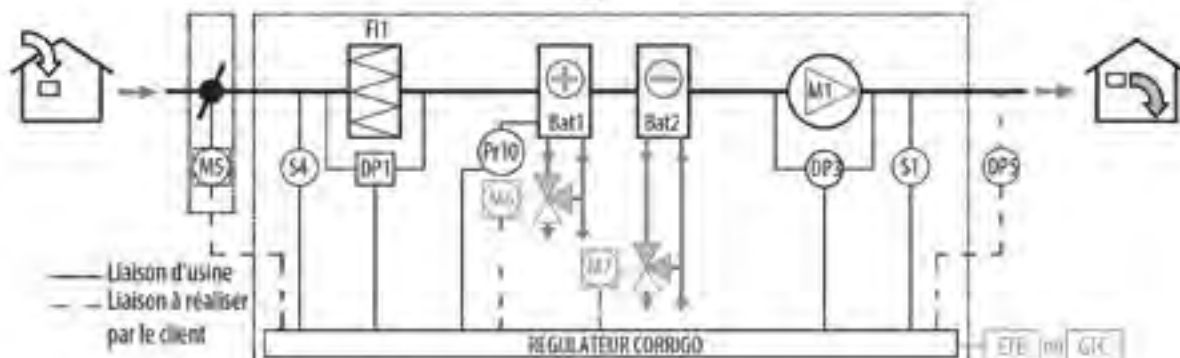 FI1
M1
Bat1
Bat2
M5
S4
DP1
Pr10
DP3
S1
DP5
M6
M7
Liaison d'usine
Liaison à réaliser
par le client
REGULATEUR CORRIGO
GTC